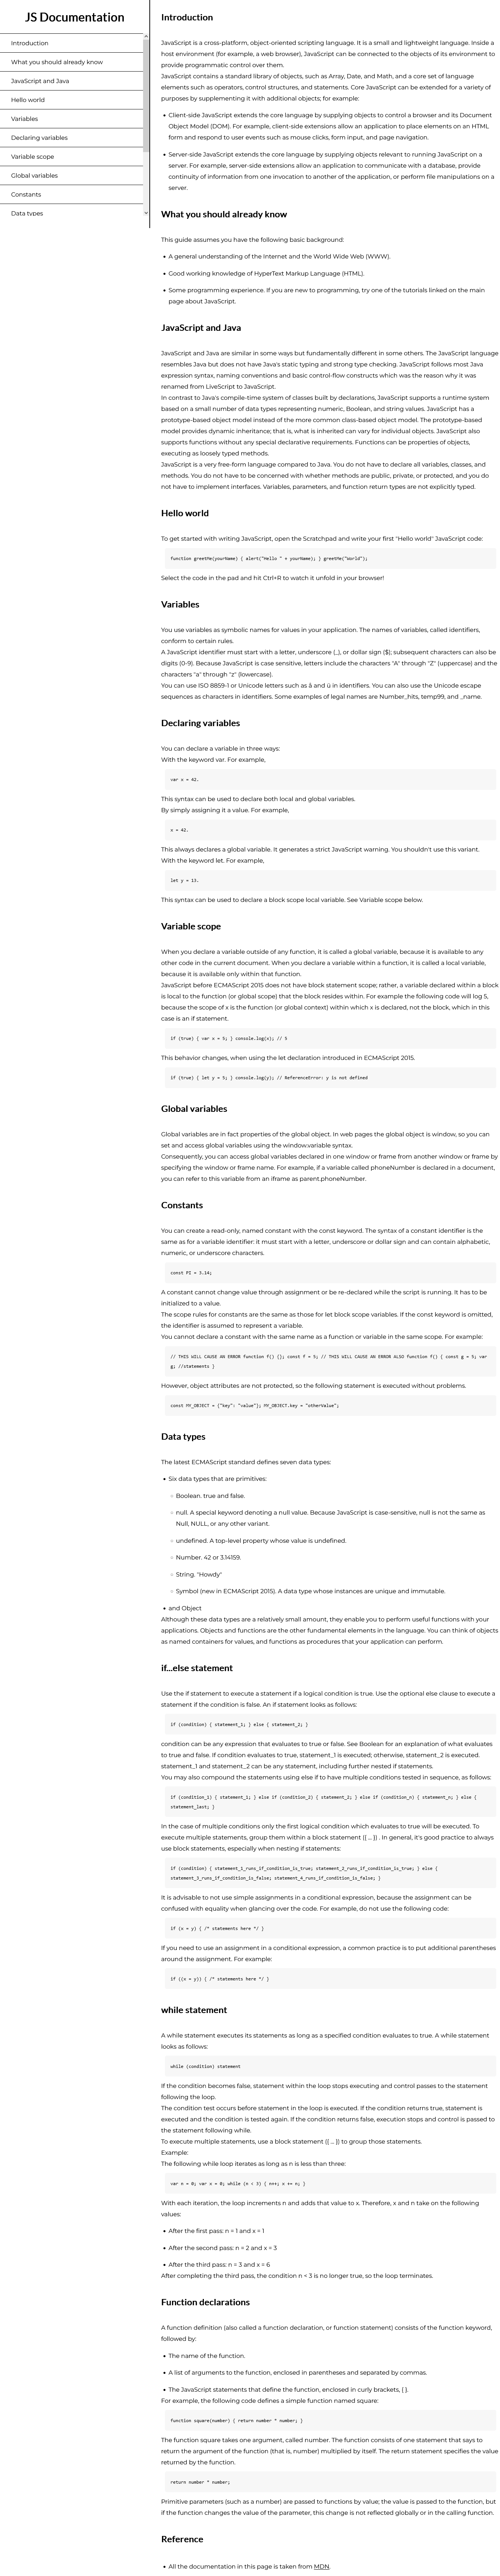 JS Documentation
Introduction
What you should already know
JavaScript and Java
Hello world
Variables
Declaring variables
Variable scope
Global variables
Constants
Data types
Introduction
JavaScript is a cross-platform, object-oriented scripting language. It is a small and lightweight language. Inside a
host environment (for example, a web browser), JavaScript can be connected to the objects of its environment to
provide programmatic control over them.
JavaScript contains a standard library of objects, such as Array, Date, and Math, and a core set of language
elements such as operators, control structures, and statements. Core JavaScript can be extended for a variety of
purposes by supplementing it with additional objects; for example:
Client-side JavaScript extends the core language by supplying objects to control a browser and its Document
Object Model (DOM). For example, client-side extensions allow an application to place elements on an HTML
form and respond to user events such as mouse clicks, form input, and page navigation.
Server-side JavaScript extends the core language by supplying objects relevant to running JavaScript on a
server. For example, server-side extensions allow an application to communicate with a database, provide
continuity of information from one invocation to another of the application, or perform file manipulations on a
server.
What you should already know
This guide assumes you have the following basic background:
A general understanding of the Internet and the World Wide Web (WWW).
Good working knowledge of HyperText Markup Language (HTML).
Some programming experience. If you are new to programming, try one of the tutorials linked on the main
page about JavaScript.
JavaScript and Java
JavaScript and Java are similar in some ways but fundamentally different in some others. The JavaScript language
resembles Java but does not have Java's static typing and strong type checking. JavaScript follows most Java
expression syntax, naming conventions and basic control-flow constructs which was the reason why it was
renamed from LiveScript to JavaScript.
In contrast to Java's compile-time system of classes built by declarations, JavaScript supports a runtime system
based on a small number of data types representing numeric, Boolean, and string values. JavaScript has a
prototype-based object model instead of the more common class-based object model. The prototype-based
model provides dynamic inheritance; that is, what is inherited can vary for individual objects. JavaScript also
supports functions without any special declarative requirements. Functions can be properties of objects,
executing as loosely typed methods.
JavaScript is a very free-form language compared to Java. You do not have to declare all variables, classes, and
methods. You do not have to be concerned with whether methods are public, private, or protected, and you do
not have to implement interfaces. Variables, parameters, and function return types are not explicitly typed.
Hello world
To get started with writing JavaScript, open the Scratchpad and write your first "Hello world" JavaScript code:
function greetMe(yourName) { alert("Hello " + yourName); } greetMe("World");
Select the code in the pad and hit Ctrl+R to watch it unfold in your browser!
Variables
You use variables as symbolic names for values in your application. The names of variables, called identifiers,
conform to certain rules.
A JavaScript identifier must start with a letter, underscore (_), or dollar sign ($); subsequent characters can also be
digits (0-9). Because JavaScript is case sensitive, letters include the characters "A" through "Z" (uppercase) and the
characters "a" through "z" (lowercase).
You can use ISO 8859-1 or Unicode letters such as å and ü in identifiers. You can also use the Unicode escape
sequences as characters in identifiers. Some examples of legal names are Number_hits, temp99, and _name.
Declaring variables
You can declare a variable in three ways:
With the keyword var. For example,
var x = 42.
This syntax can be used to declare both local and global variables.
By simply assigning it a value. For example,
x = 42.
This always declares a global variable. It generates a strict JavaScript warning. You shouldn't use this variant.
With the keyword let. For example,
let y = 13.
This syntax can be used to declare a block scope local variable. See Variable scope below.
Variable scope
When you declare a variable outside of any function, it is called a global variable, because it is available to any
other code in the current document. When you declare a variable within a function, it is called a local variable,
because it is available only within that function.
JavaScript before ECMAScript 2015 does not have block statement scope; rather, a variable declared within a block
is local to the function (or global scope) that the block resides within. For example the following code will log 5,
because the scope of x is the function (or global context) within which x is declared, not the block, which in this
case is an if statement.
if (true) { var x = 5; } console.log(x); // 5
This behavior changes, when using the let declaration introduced in ECMAScript 2015.
if (true) { let y = 5; } console.log(y); // ReferenceError: y is not defined
Global variables
Global variables are in fact properties of the global object. In web pages the global object is window, so you can
set and access global variables using the window.variable syntax.
Consequently, you can access global variables declared in one window or frame from another window or frame by
specifying the window or frame name. For example, if a variable called phoneNumber is declared in a document,
you can refer to this variable from an iframe as parent.phoneNumber.
Constants
You can create a read-only, named constant with the const keyword. The syntax of a constant identifier is the
same as for a variable identifier: it must start with a letter, underscore or dollar sign and can contain alphabetic,
numeric, or underscore characters.
const PI = 3.14;
A constant cannot change value through assignment or be re-declared while the script is running. It has to be
initialized to a value.
The scope rules for constants are the same as those for let block scope variables. If the const keyword is omitted,
the identifier is assumed to represent a variable.
You cannot declare a constant with the same name as a function or variable in the same scope. For example:
// THIS WILL CAUSE AN ERROR function f() {}; const f = 5; // THIS WILL CAUSE AN ERROR ALSO function f() { const g = 5; var
g; //statements }
However, object attributes are not protected, so the following statement is executed without problems.
const MY_OBJECT = {"key": "value"}; MY_OBJECT.key = "otherValue";
Data types
The latest ECMAScript standard defines seven data types:
Six data types that are primitives:
Boolean. true and false.
null. A special keyword denoting a null value. Because JavaScript is case-sensitive, null is not the same as
Null, NULL, or any other variant.
undefined. A top-level property whose value is undefined.
Number. 42 or 3.14159.
String. "Howdy"
Symbol (new in ECMAScript 2015). A data type whose instances are unique and immutable.
and Object
Although these data types are a relatively small amount, they enable you to perform useful functions with your
applications. Objects and functions are the other fundamental elements in the language. You can think of objects
as named containers for values, and functions as procedures that your application can perform.
if...else statement
Use the if statement to execute a statement if a logical condition is true. Use the optional else clause to execute a
statement if the condition is false. An if statement looks as follows:
if (condition) { statement_1; } else { statement_2; }
condition can be any expression that evaluates to true or false. See Boolean for an explanation of what evaluates
to true and false. If condition evaluates to true, statement_1 is executed; otherwise, statement_2 is executed.
statement_1 and statement_2 can be any statement, including further nested if statements.
You may also compound the statements using else if to have multiple conditions tested in sequence, as follows:
if (condition_1) { statement_1; } else if (condition_2) { statement_2; } else if (condition_n) { statement_n; } else {
statement_last; }
In the case of multiple conditions only the first logical condition which evaluates to true will be executed. To
execute multiple statements, group them within a block statement ({ ... }) . In general, it's good practice to always
use block statements, especially when nesting if statements:
if (condition) { statement_1_runs_if_condition_is_true; statement_2_runs_if_condition_is_true; } else {
statement_3_runs_if_condition_is_false; statement_4_runs_if_condition_is_false; }
It is advisable to not use simple assignments in a conditional expression, because the assignment can be
confused with equality when glancing over the code. For example, do not use the following code:
if (x = y) { /* statements here */ }
If you need to use an assignment in a conditional expression, a common practice is to put additional parentheses
around the assignment. For example:
if ((x = y)) { /* statements here */ }
while statement
A while statement executes its statements as long as a specified condition evaluates to true. A while statement
looks as follows:
while (condition) statement
If the condition becomes false, statement within the loop stops executing and control passes to the statement
following the loop.
The condition test occurs before statement in the loop is executed. If the condition returns true, statement is
executed and the condition is tested again. If the condition returns false, execution stops and control is passed to
the statement following while.
To execute multiple statements, use a block statement ({ ... }) to group those statements.
Example:
The following while loop iterates as long as n is less than three:
var n = 0; var x = 0; while (n < 3) { n++; x += n; }
With each iteration, the loop increments n and adds that value to x. Therefore, x and n take on the following
values:
After the first pass: n = 1 and x = 1
After the second pass: n = 2 and x = 3
After the third pass: n = 3 and x = 6
After completing the third pass, the condition n < 3 is no longer true, so the loop terminates.
Function declarations
A function definition (also called a function declaration, or function statement) consists of the function keyword,
followed by:
The name of the function.
A list of arguments to the function, enclosed in parentheses and separated by commas.
The JavaScript statements that define the function, enclosed in curly brackets, { }.
For example, the following code defines a simple function named square:
function square(number) { return number * number; }
The function square takes one argument, called number. The function consists of one statement that says to
return the argument of the function (that is, number) multiplied by itself. The return statement specifies the value
returned by the function.
return number * number;
Primitive parameters (such as a number) are passed to functions by value; the value is passed to the function, but
if the function changes the value of the parameter, this change is not reflected globally or in the calling function.
Reference
All the documentation in this page is taken from MDN.